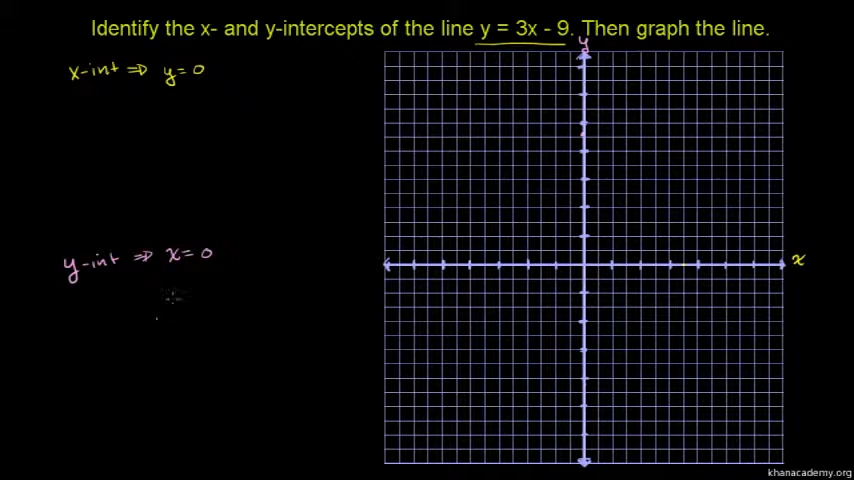 Identify the x- and y-intercepts of the line y = 3x - 9. Then graph the line.
y
x-int ⇒ y=0
y-int ⇒ x=0
x
khanacademy.org